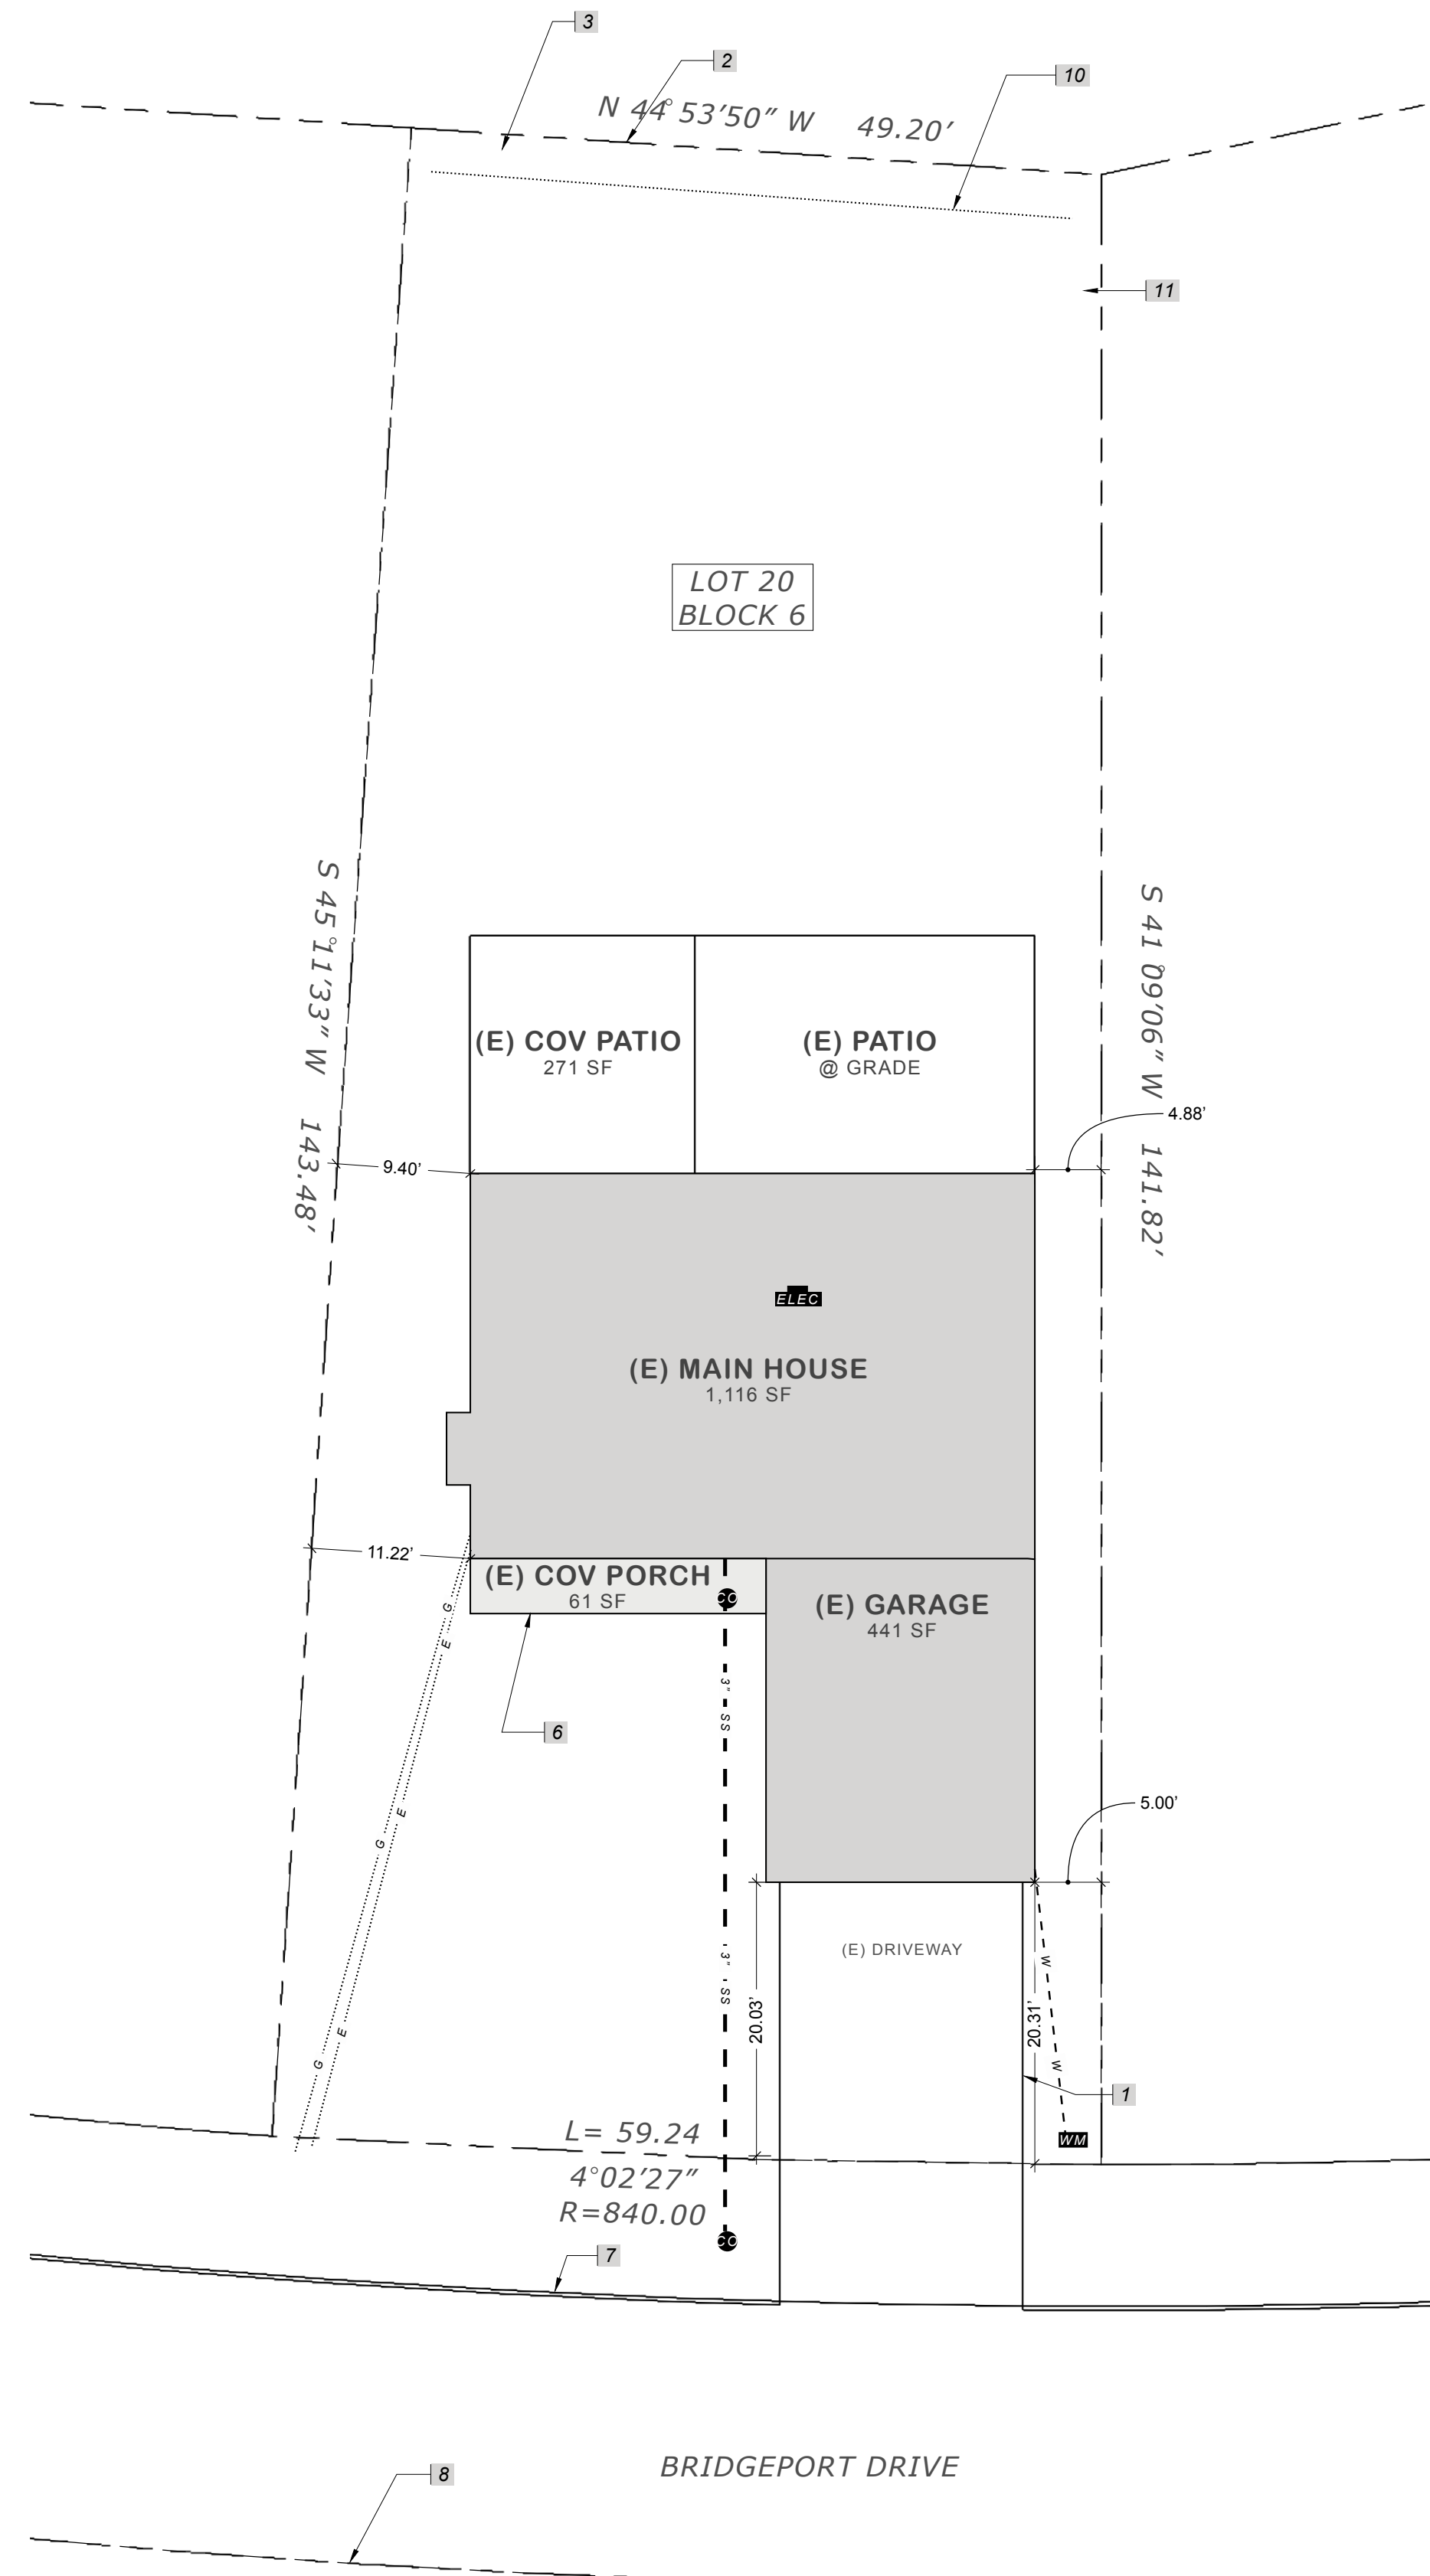 3
2
10
N 44°53’50” W 49.20’
11
LOT 20
BLOCK 6
S 45°11’33” W 143.48’
S 41°09’06” W 141.82’
(E) COV PATIO
271 SF
(E) PATIO
@ GRADE
4.88’
9.40’
ELEC
(E) MAIN HOUSE
1,116 SF
11.22’
(E) COV PORCH
61 SF
CO
(E) GARAGE
441 SF
G
E
3” SS
6
5.00’
G
E
(E) DRIVEWAY
3” SS
W
20.03’
20.31’
G
E
W
1
WM
L= 59.24
4°02’27”
R=840.00
CO
7
BRIDGEPORT DRIVE
8